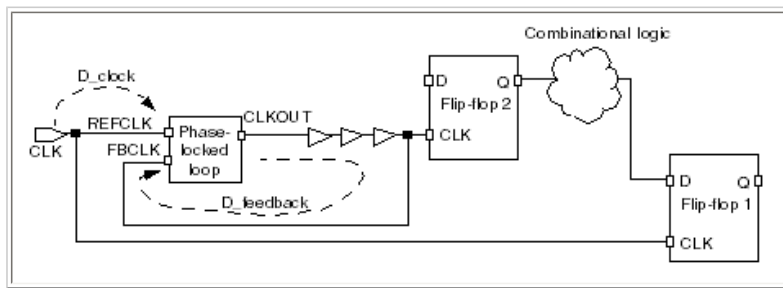 Combinational logic
D_clock
D Q
Flip-flop 2
CLK
CLKOUT
REFCLK
Phase-
locked
loop
FBCLK
CLK
D_feedback
D Q
Flip-flop 1
CLK